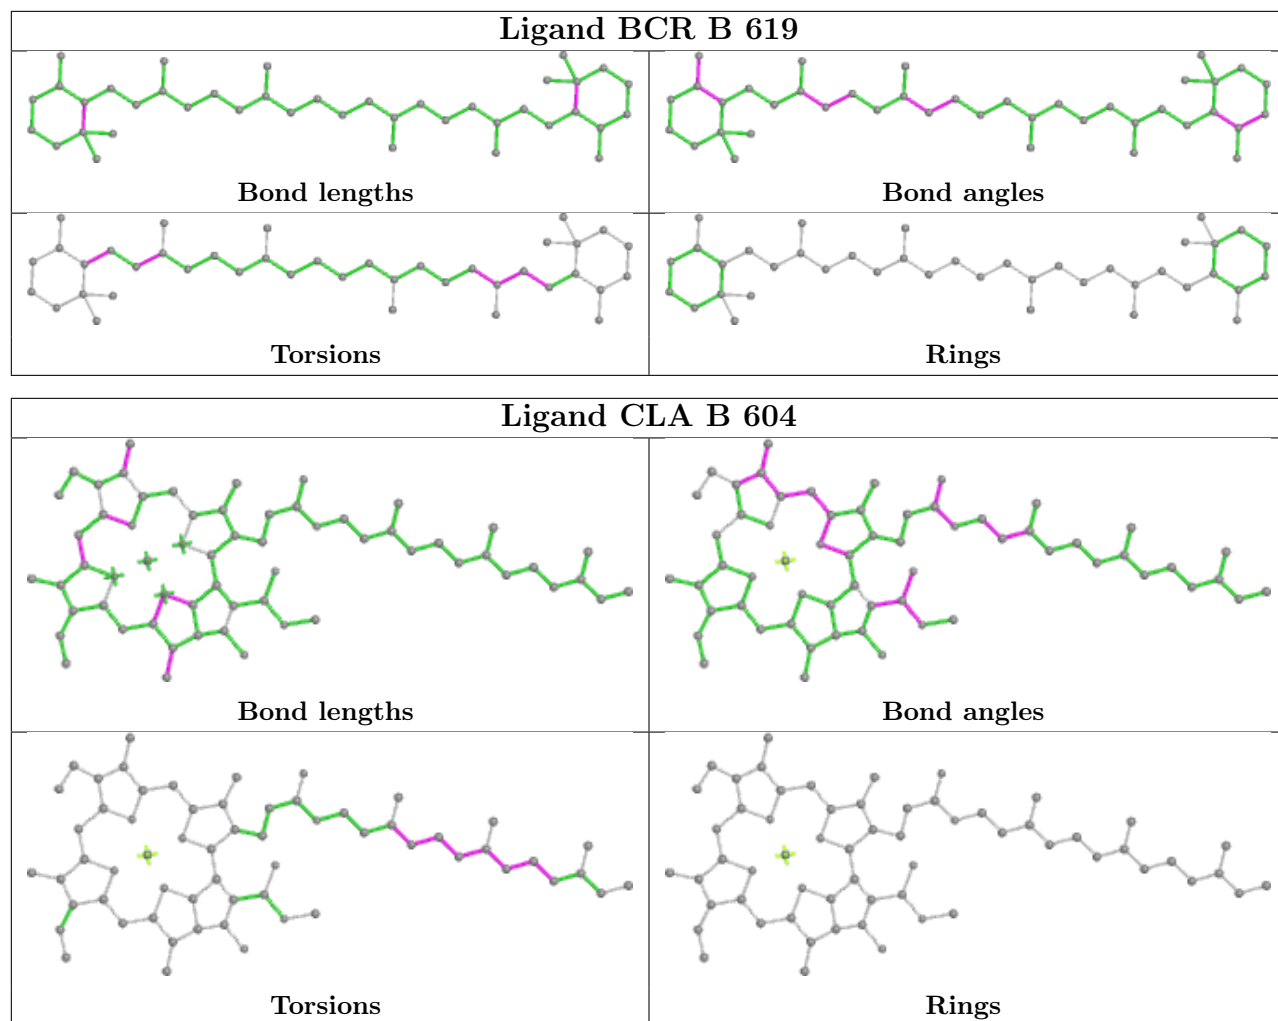 Ligand BCR B 619
Bond lengths
Bond angles
Torsions
Rings
Ligand CLA B 604
Bond lengths
Bond angles
Torsions
Rings